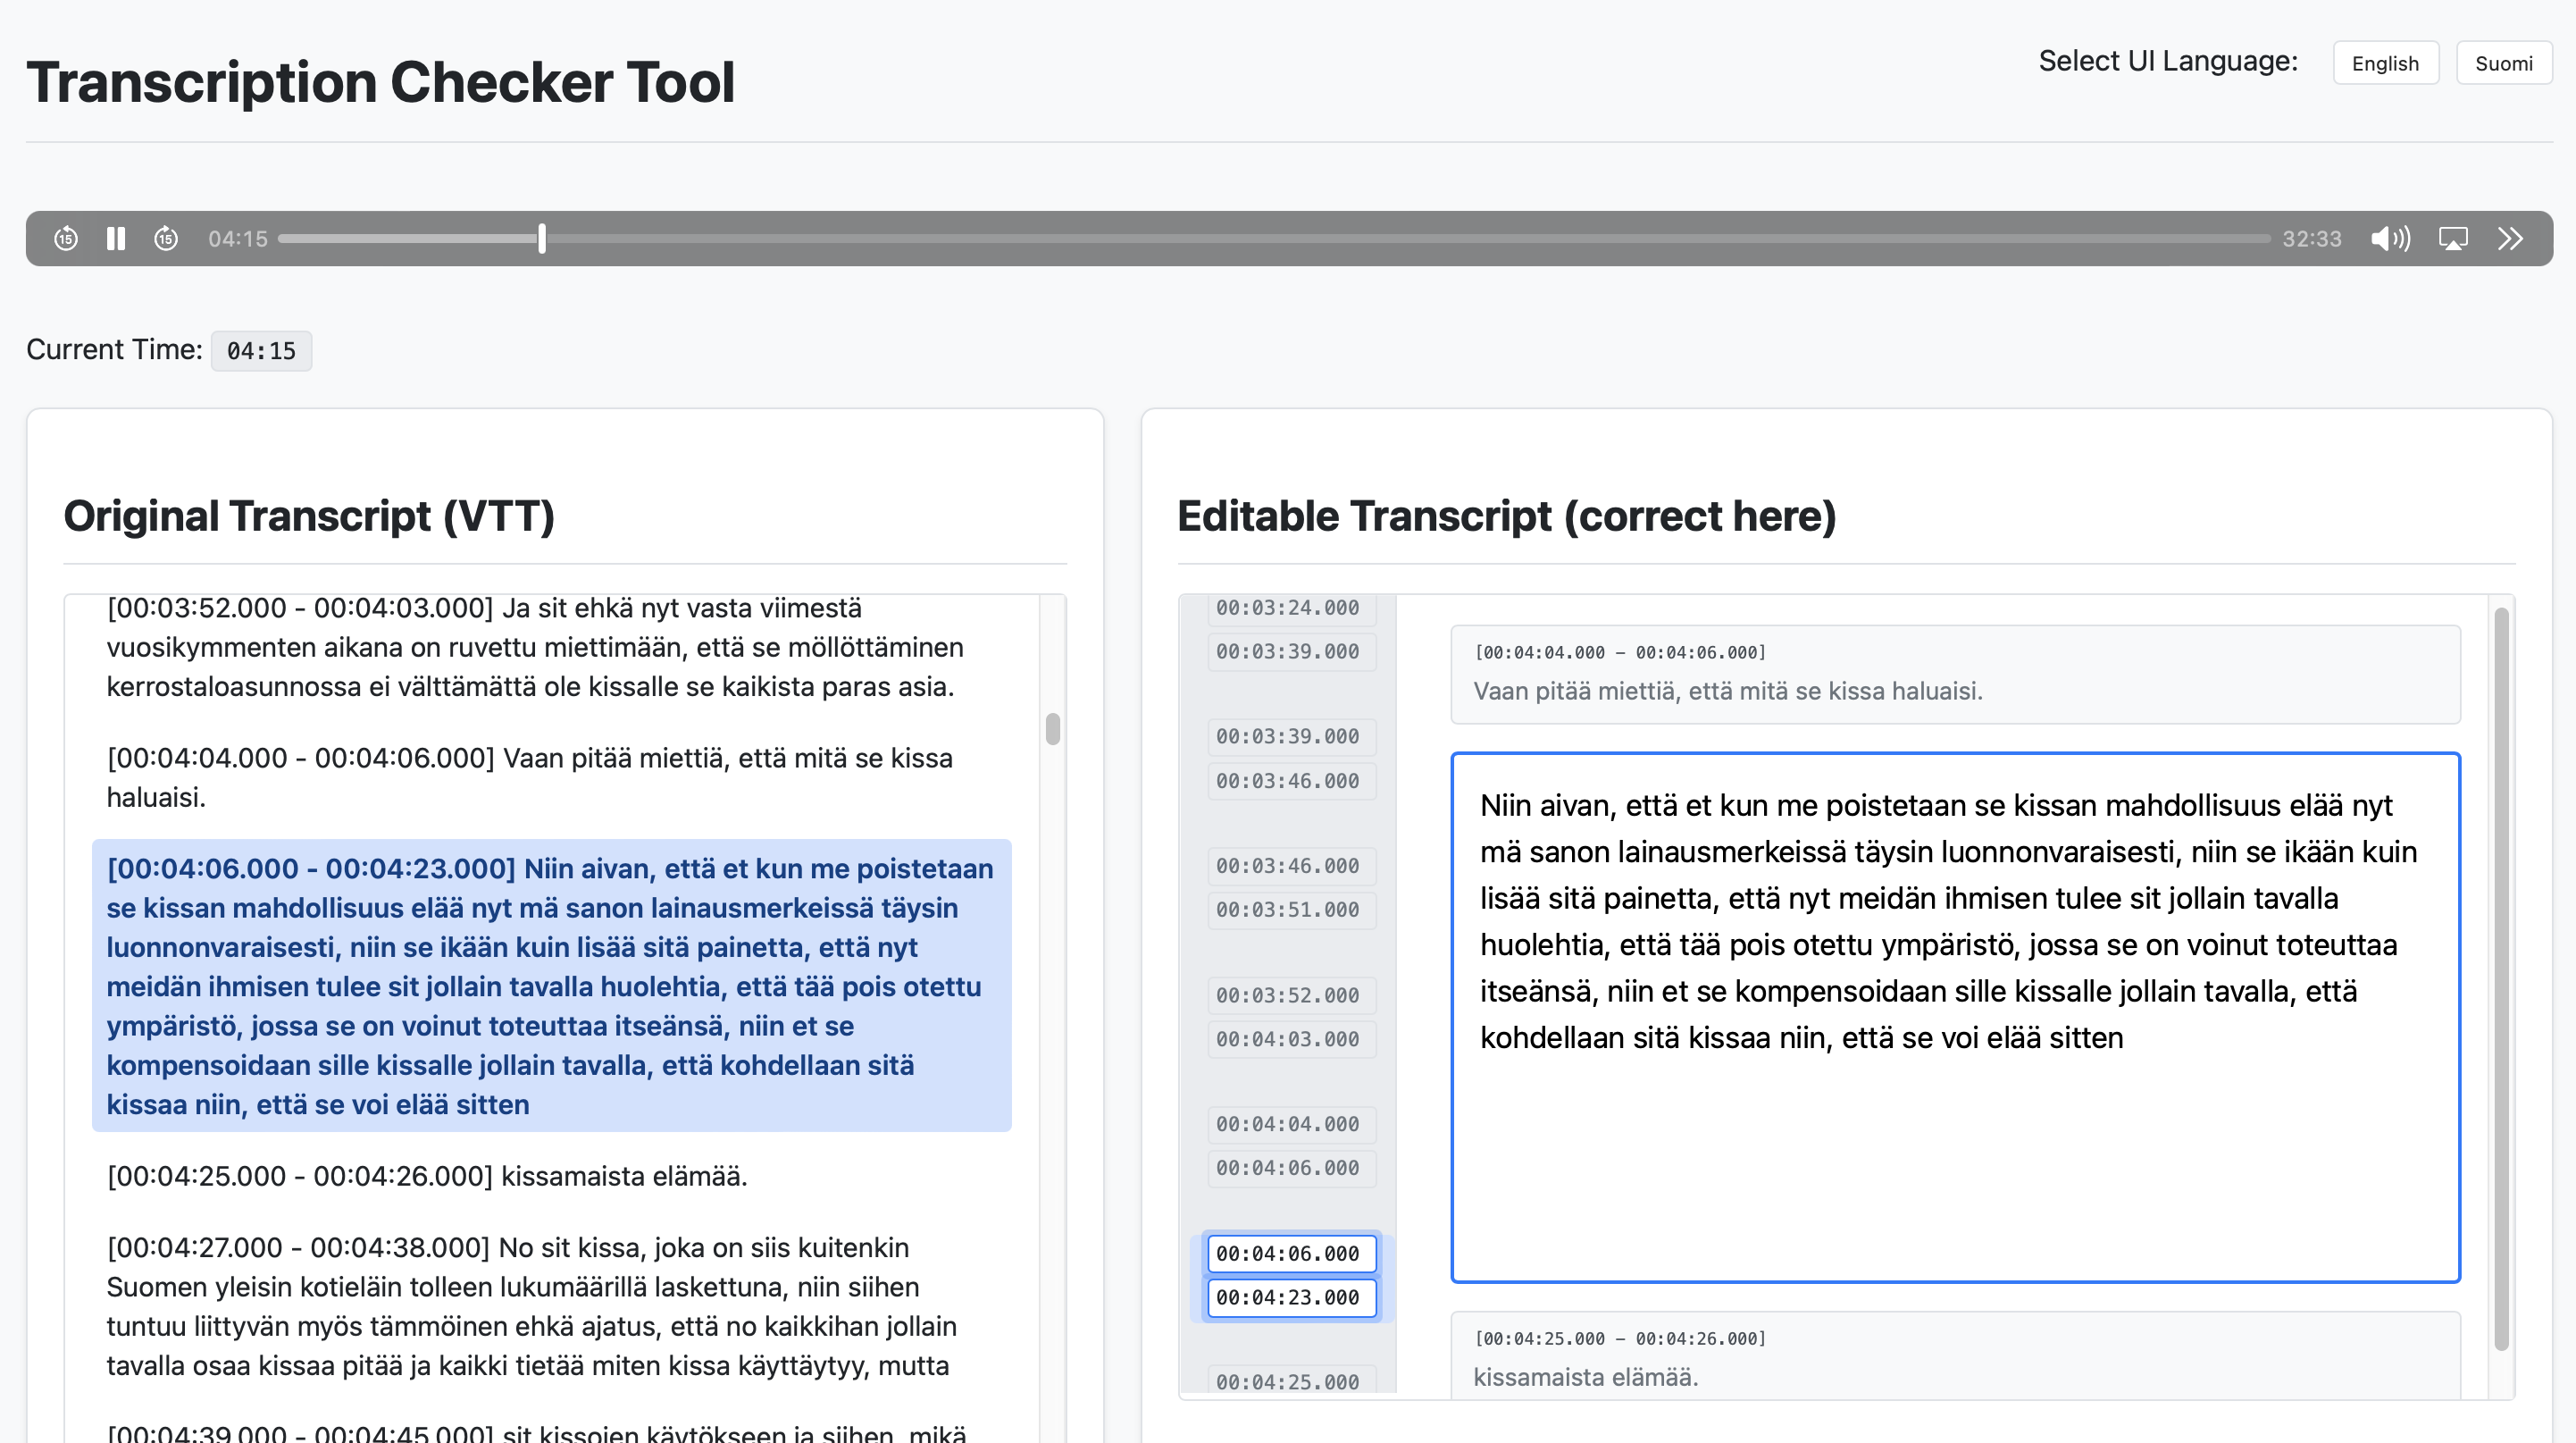 Transcription Checker Tool
Select UI Language:
English
Suomi
15
15
04:15
32:33
Current Time: 04:15
Original Transcript (VTT)
[00:03:52.000 - 00:04:03.000] Ja sit ehkä nyt vasta viimestä
vuosikymmenten aikana on ruvettu miettimään, että se möllöttäminen
kerrostaloasunnossa ei välttämättä ole kissalle se kaikista paras asia.
[00:04:04.000 - 00:04:06.000] Vaan pitää miettiä, että mitä se kissa
haluaisi.
[00:04:06.000 - 00:04:23.000] Niin aivan, että et kun me poistetaan
se kissan mahdollisuus elää nyt mä sanon lainausmerkeissä täysin
luonnonvaraisesti, niin se ikään kuin lisää sitä painetta, että nyt
meidän ihmisen tulee sit jollain tavalla huolehtia, että tää pois otettu
ympäristö, jossa se on voinut toteuttaa itseänsä, niin et se
kompensoidaan sille kissalle jollain tavalla, että kohdellaan sitä
kissaa niin, että se voi elää sitten
[00:04:25.000 - 00:04:26.000] kissamaista elämää.
[00:04:27.000 - 00:04:38.000] No sit kissa, joka on siis kuitenkin
Suomen yleisin kotieläin tolleen lukumäärillä laskettuna, niin siihen
tuntuu liittyvän myös tämmöinen ehkä ajatus, että no kaikkihan jollain
tavalla osaa kissaa pitää ja kaikki tietää miten kissa käyttäytyy, mutta
[00:04:39.000 - 00:04:45.000] sit kissojen käytökseen ja siihen, mikä
Editable Transcript (correct here)
00:03:24.000
00:03:39.000
00:03:39.000
00:03:46.000
00:03:46.000
00:03:51.000
00:03:52.000
00:04:03.000
00:04:04.000
00:04:06.000
00:04:06.000
00:04:23.000
00:04:25.000
[00:04:04.000 – 00:04:06.000]
Vaan pitää miettiä, että mitä se kissa haluaisi.
Niin aivan, että et kun me poistetaan se kissan mahdollisuus elää nyt
mä sanon lainausmerkeissä täysin luonnonvaraisesti, niin se ikään kuin
lisää sitä painetta, että nyt meidän ihmisen tulee sit jollain tavalla
huolehtia, että tää pois otettu ympäristö, jossa se on voinut toteuttaa
itseänsä, niin et se kompensoidaan sille kissalle jollain tavalla, että
kohdellaan sitä kissaa niin, että se voi elää sitten
[00:04:25.000 – 00:04:26.000]
kissamaista elämää.